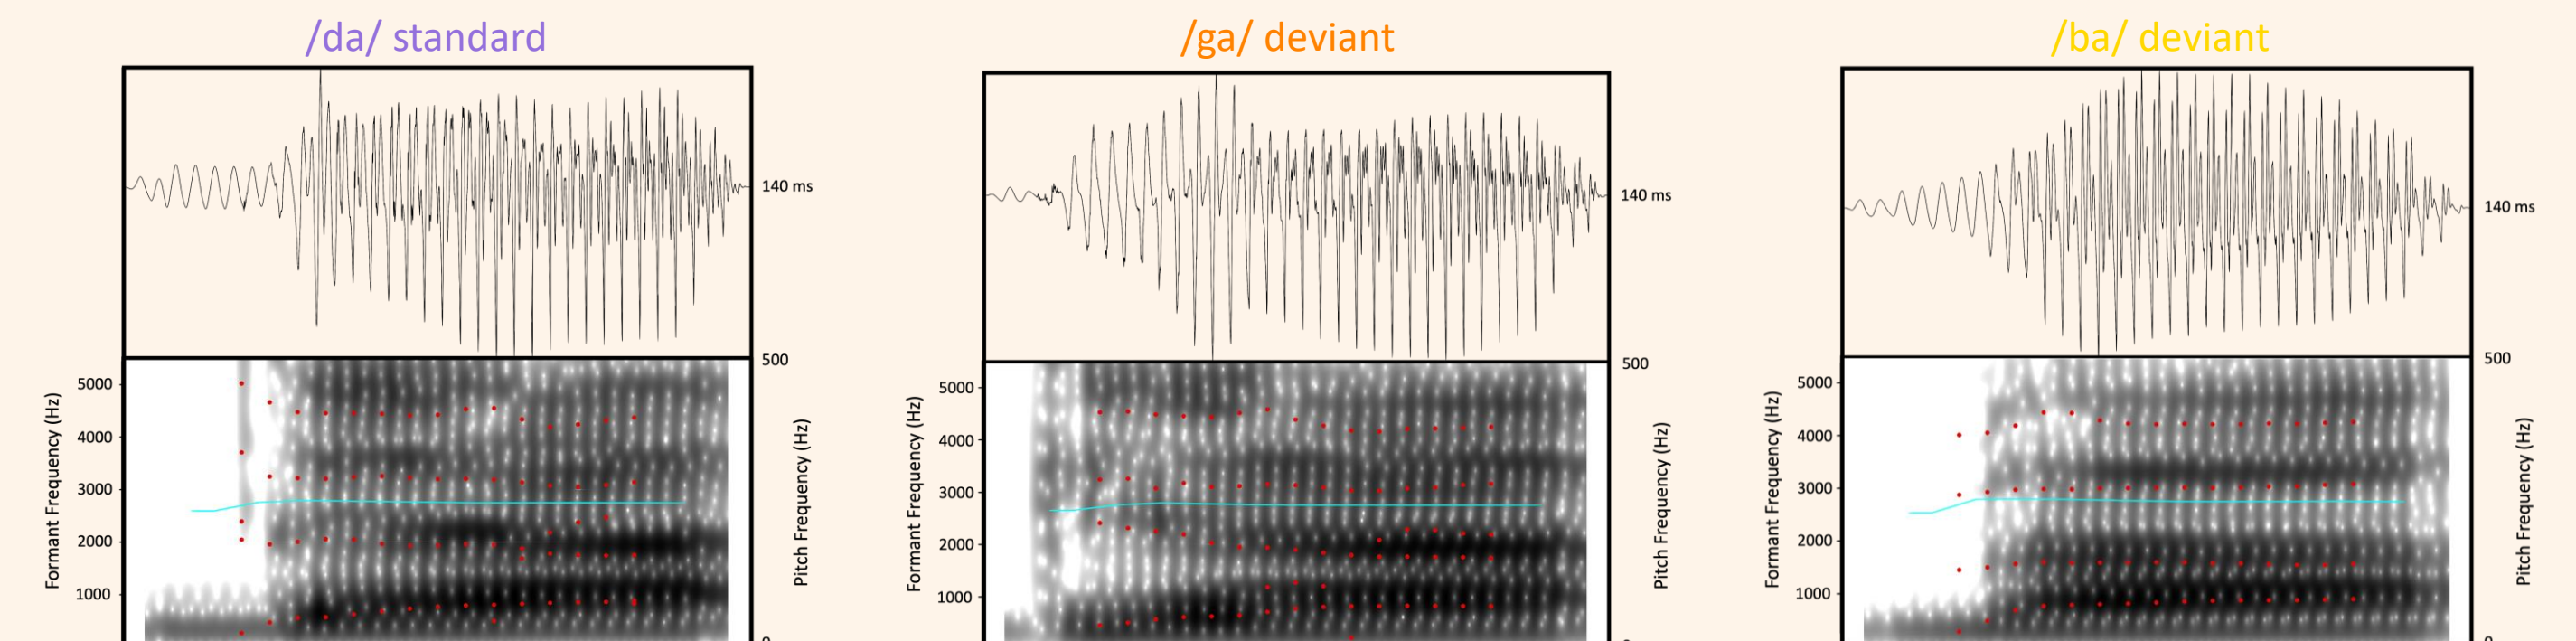 /da/ standard
/ga/ deviant
/ba/ deviant
140 ms
140 ms
140 ms
500
500
500
5000
4000
3000
2000
1000
Formant Frequency (Hz)
Pitch Frequency (Hz)
5000
4000
3000
2000
1000
Formant Frequency (Hz)
Pitch Frequency (Hz)
5000
4000
3000
2000
1000
Formant Frequency (Hz)
Pitch Frequency (Hz)